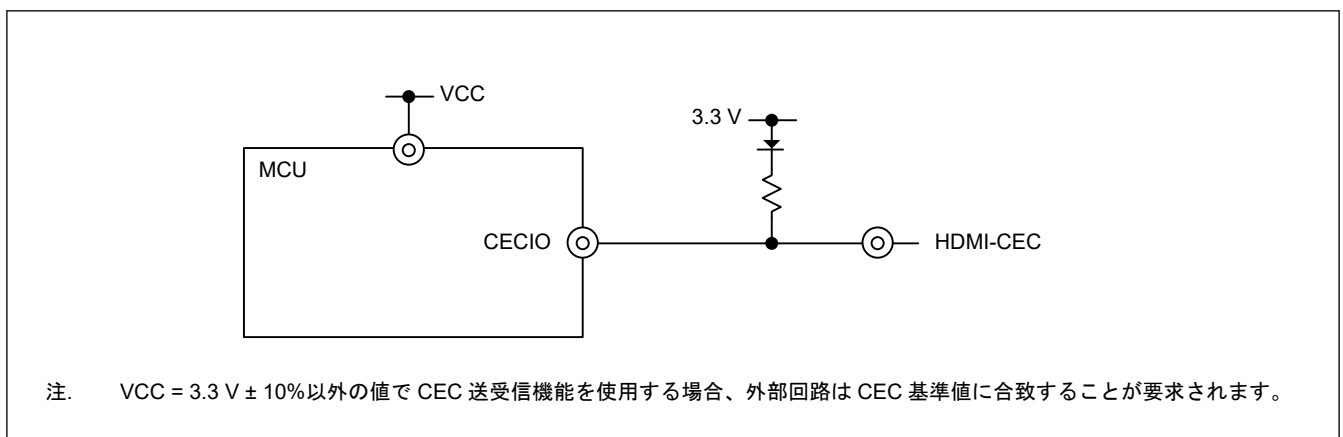 VCC
3.3 V
MCU
CECIO
HDMI-CEC
注. VCC = 3.3 V ± 10%以外の値で CEC 送受信機能を使用する場合、外部回路は CEC 基準値に合致することが要求されます。